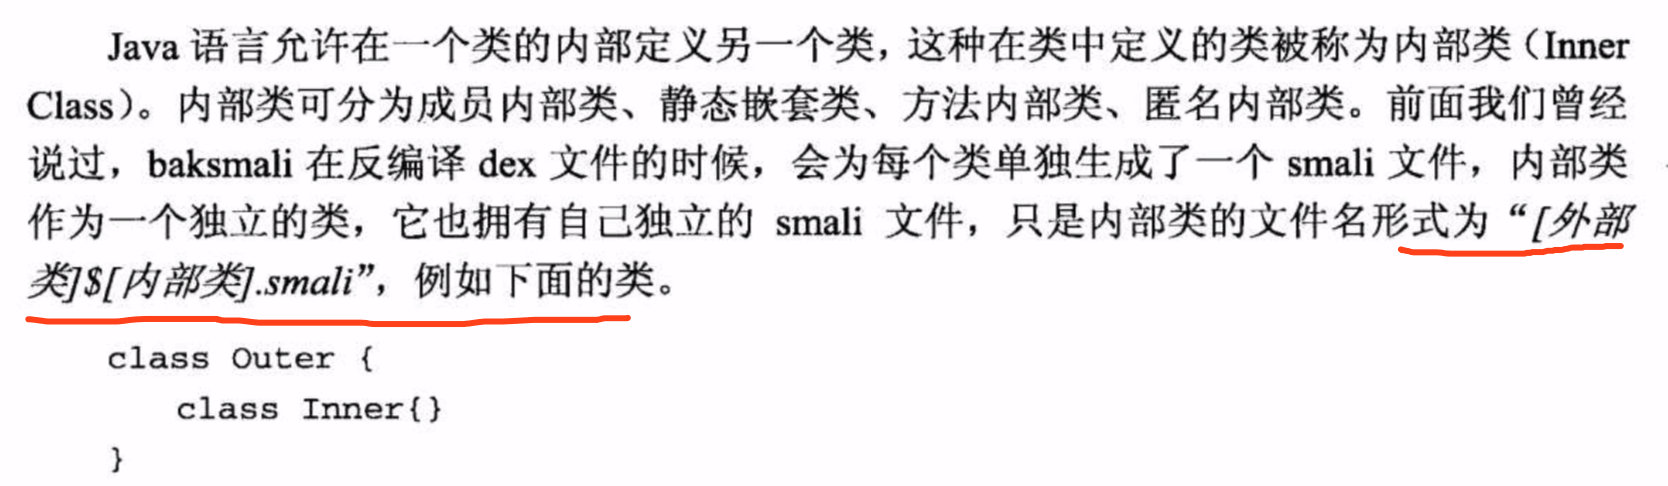 Java 语言允许在一个类的内部定义另一个类，这种在类中定义的类被称为内部类（Inner
Class）。内部类可分为成员内部类、静态嵌套类、方法内部类、匿名内部类。前面我们曾经
说过，baksmali 在反编译 dex 文件的时候，会为每个类单独生成了一个 smali 文件，内部类
作为一个独立的类，它也拥有自己独立的 smali 文件，只是内部类的文件名形式为“[外部
类]$[内部类].smali”，例如下面的类。
class Outer {
class Inner{}
}